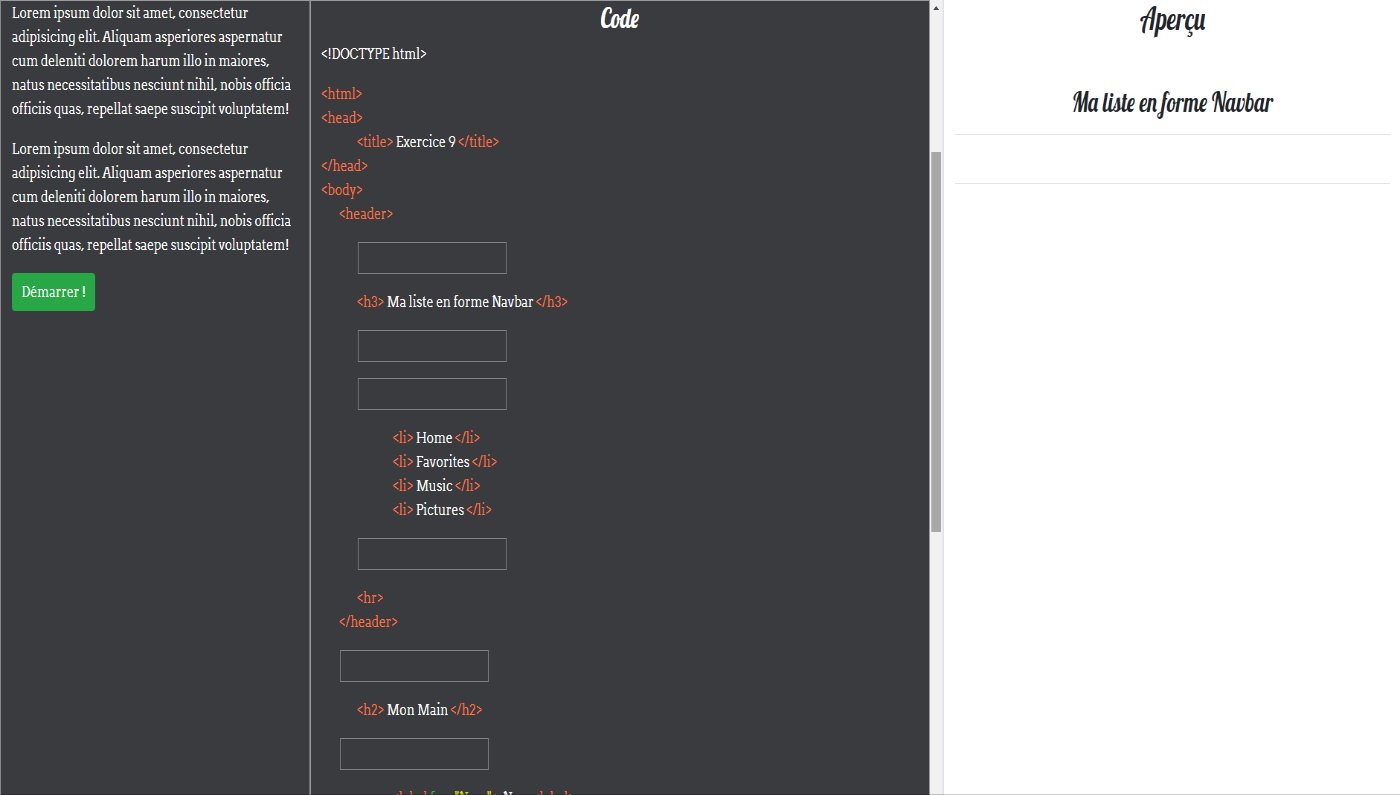 Lorem ipsum dolor sit amet, consectetur
adipisicing elit. Aliquam asperiores aspernatur
cum deleniti dolorem harum illo in maiores,
natus necessitatibus nesciunt nihil, nobis officia
officiis quas, repellat saepe suscipit voluptatem!
Lorem ipsum dolor sit amet, consectetur
adipisicing elit. Aliquam asperiores aspernatur
cum deleniti dolorem harum illo in maiores,
natus necessitatibus nesciunt nihil, nobis officia
officiis quas, repellat saepe suscipit voluptatem!
Démarrer !
Code
<!DOCTYPE html>
<html>
<head>
<title> Exercice 9 </title>
</head>
<body>
<header>
<h3> Ma liste en forme Navbar </h3>
<li> Home </li>
<li> Favorites </li>
<li> Music </li>
<li> Pictures </li>
<hr>
</header>
<h2> Mon Main </h2>
Aperçu
Ma liste en forme Navbar